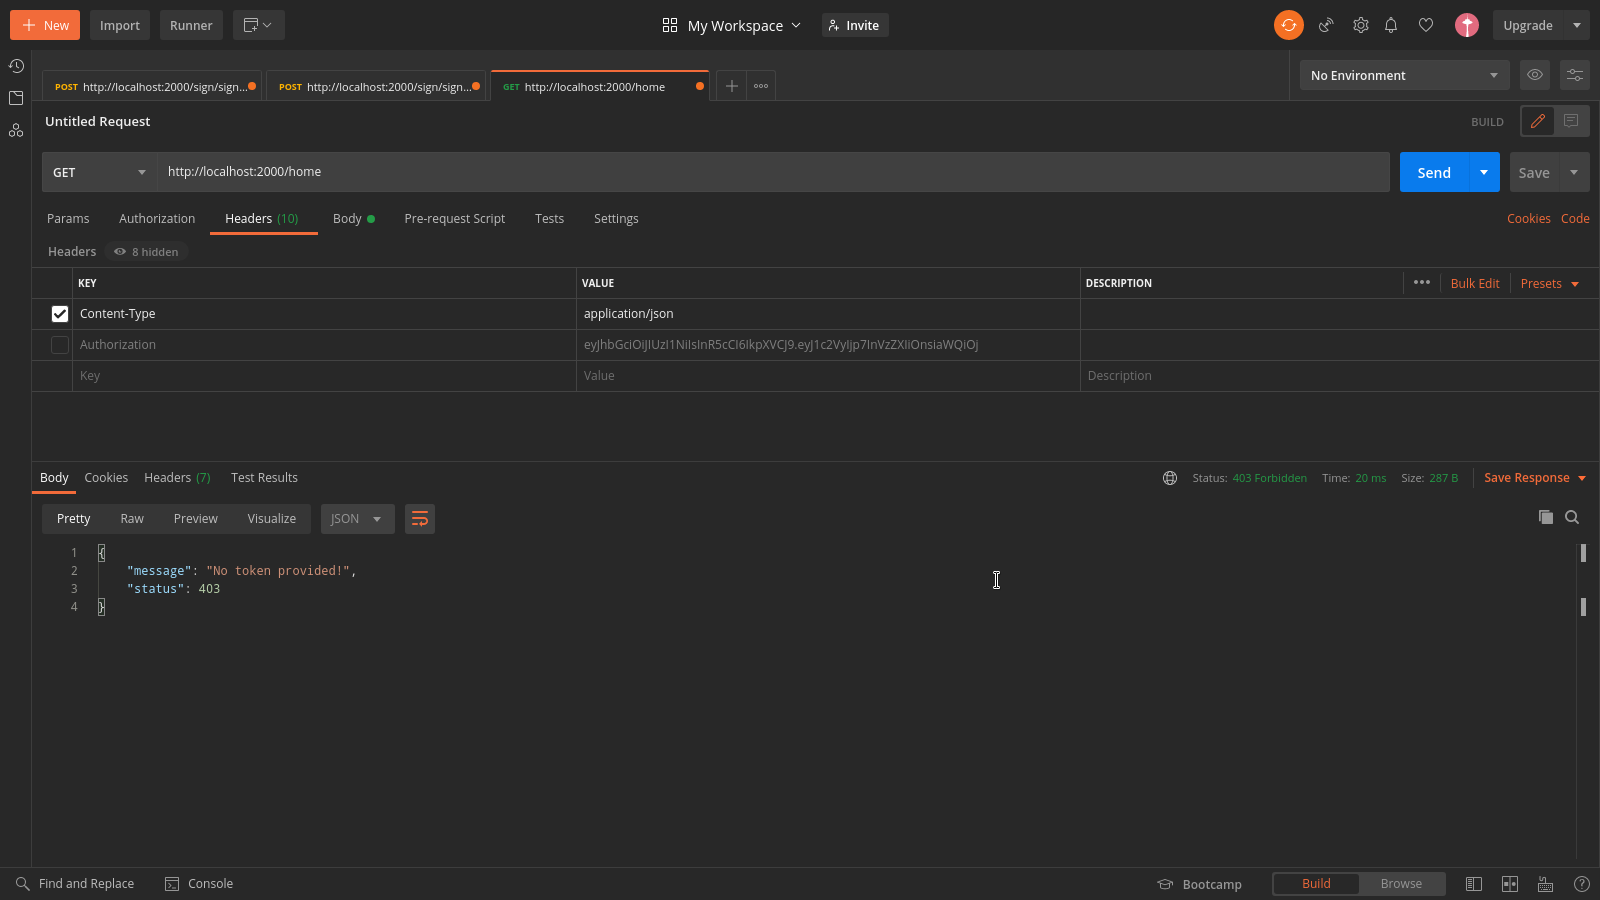 New Import Runner My Workspace Invite Upgrade
POST http://localhost:2000/sign/sign... POST http://localhost:2000/sign/sign... GET http://localhost:2000/home ooo No Environment
Untitled Request BUILD
GET http://localhost:2000/home Send Save
Params Authorization Headers (10) Body Pre-request Script Tests Settings Cookies Code
Headers 8 hidden
KEY VALUE DESCRIPTION ••• Bulk Edit Presets
Content-Type application/json
Authorization
Key Value Description
Body Cookies Headers (7) Test Results Status: 403 Forbidden Time: 20 ms Size: 287 B Save Response
Pretty Raw Preview Visualize JSON
1 {
2 "message": "No token provided!",
3 "status": 403
4 }
Find and Replace Console Bootcamp Build Browse